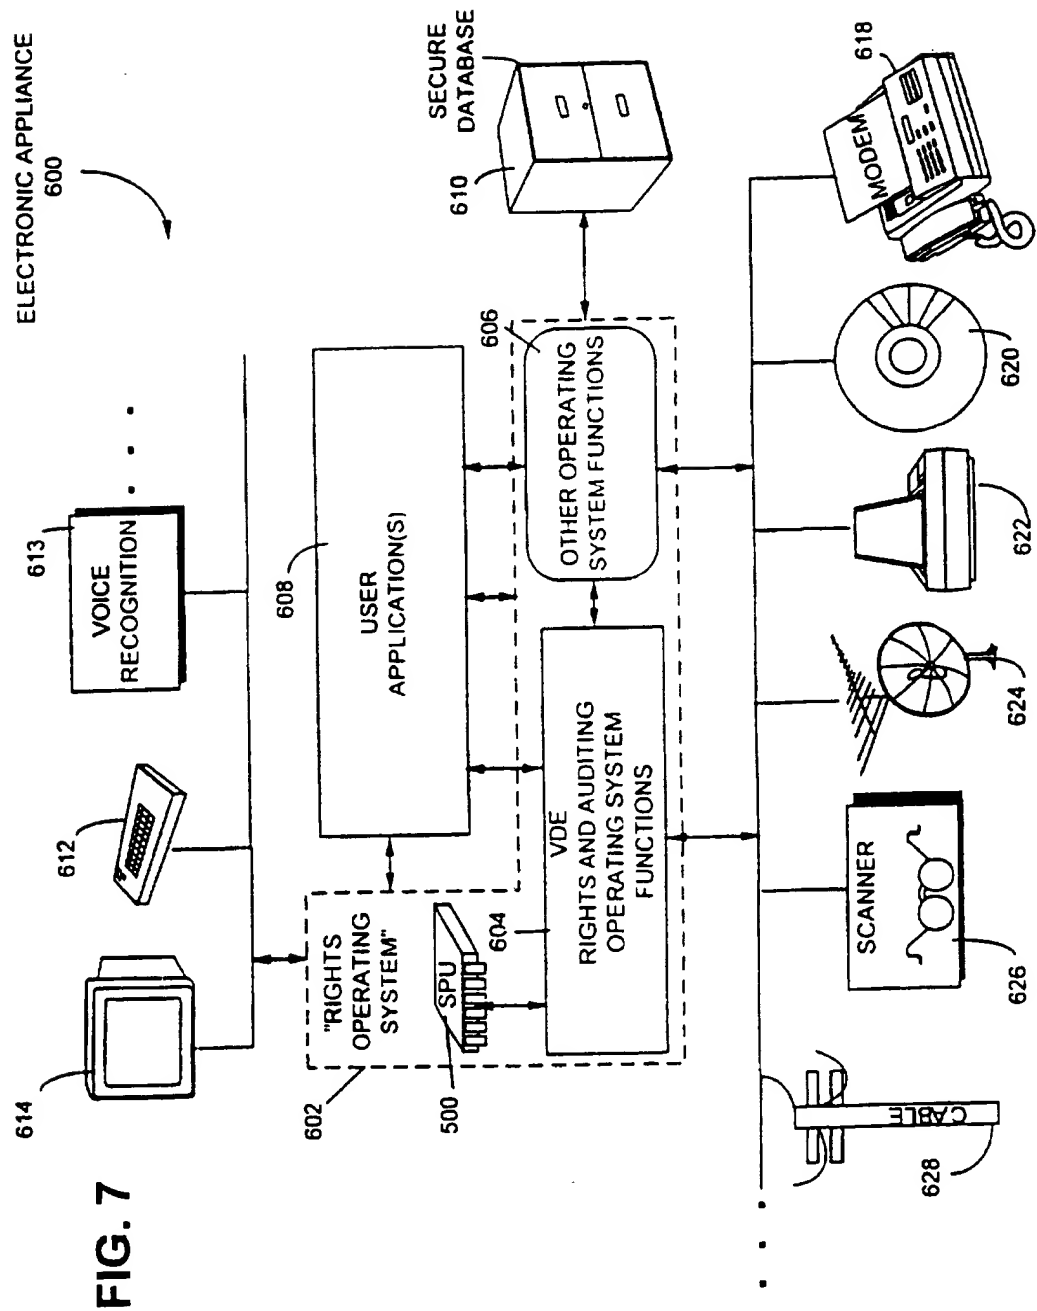 FIG. 7
ELECTRONIC APPLIANCE
600
614
612
613
VOICE
RECOGNITION
. . .
602
"RIGHTS
OPERATING
SYSTEM"
608
USER
APPLICATION(S)
500
SPU
604
VDE
RIGHTS AND AUDITING
OPERATING SYSTEM
FUNCTIONS
606
OTHER OPERATING
SYSTEM FUNCTIONS
610
SECURE
DATABASE
. . .
628
CABLE
SCANNER
626
624
622
620
MODEM
618